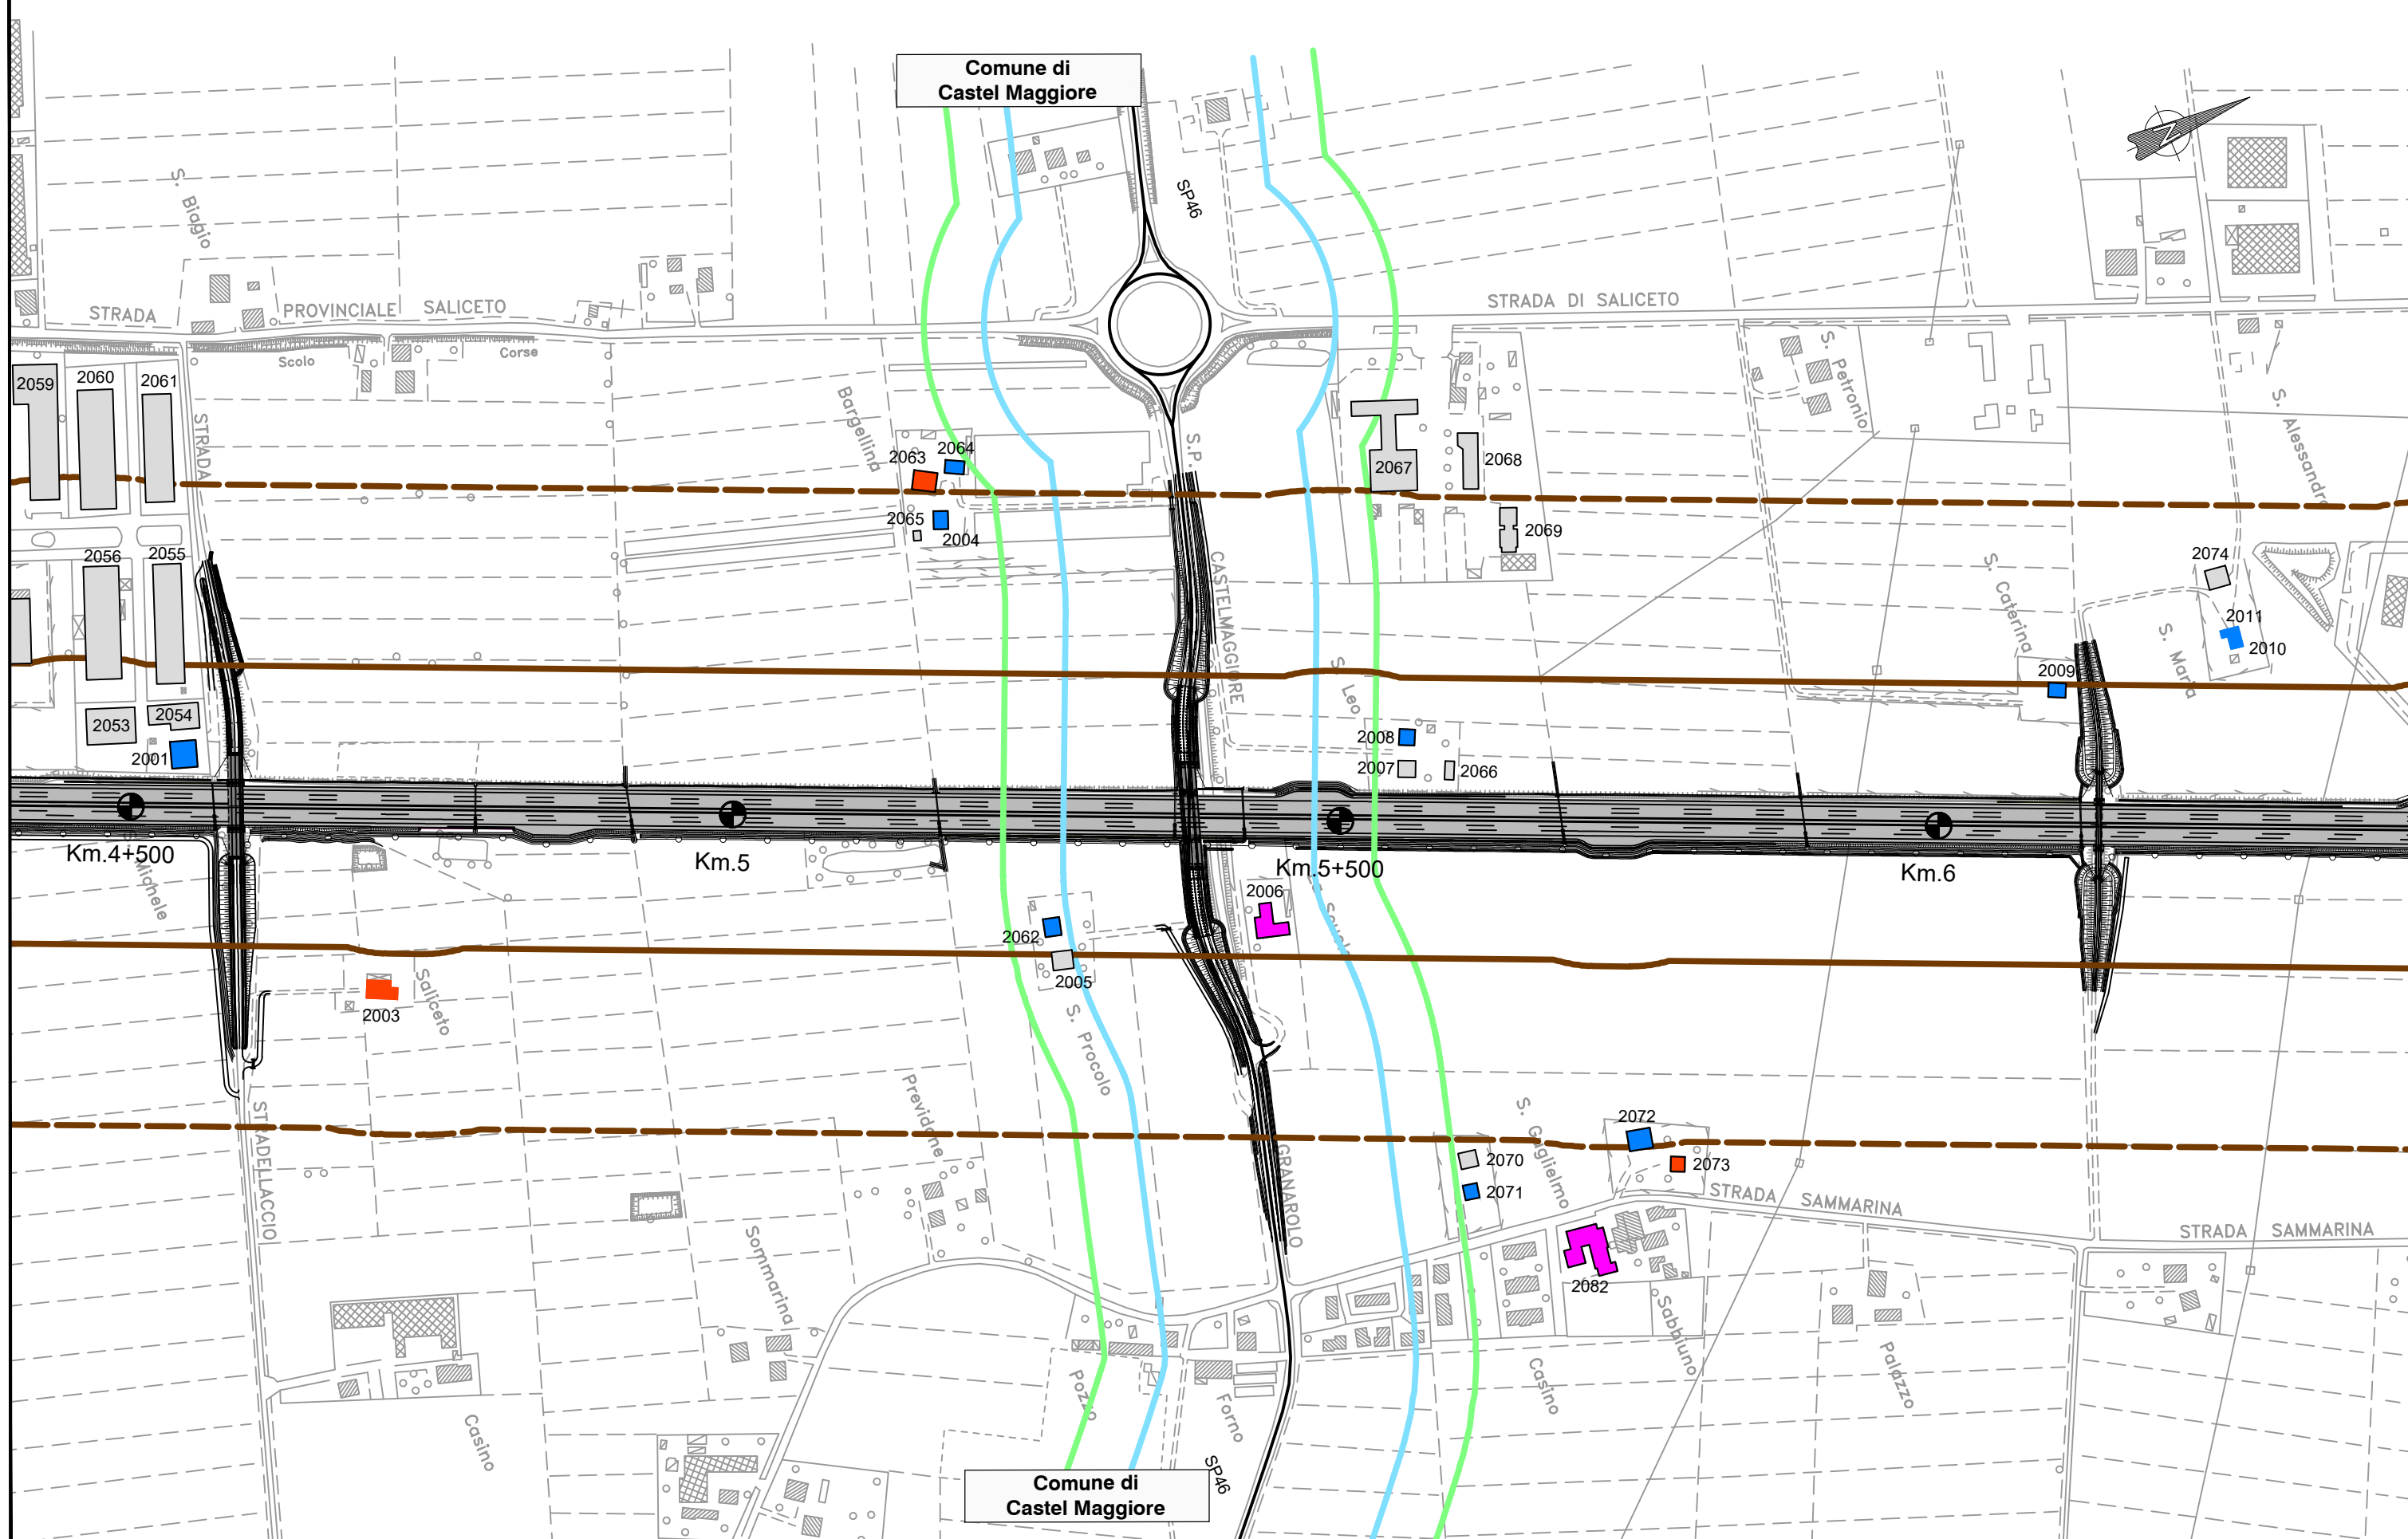 Comune di
Castel Maggiore
SP46
N
S. Biagio
STRADA PROVINCIALE SALICETO
STRADA DI SALICETO
Scolo Corse
2059
2060
2061
STRADA
Bargellina
2063
2064
2065
2004
S.P.
2067
2068
2069
S. Petronio
S. Alessandro
2056
2055
CASTELMAGGIORE
S. Caterina
2074
2011
2010
S. Maria
2009
S. Leo
2053
2054
2001
2008
2007
2066
Km.4+500
Km.5
Km.5+500
Km.6
Michele
2006
Scuole
2062
2005
2003
Saliceto
S. Procolo
Previdone
STRADELLACCIO
GRANAROLO
S. Guglielmo
2072
2073
2070
2071
STRADA SAMMARINA
STRADA SAMMARINA
2082
Sommarina
Sabbiuno
Casino
Palazzo
Pozzo
Forno
Casino
SP46
Comune di
Castel Maggiore